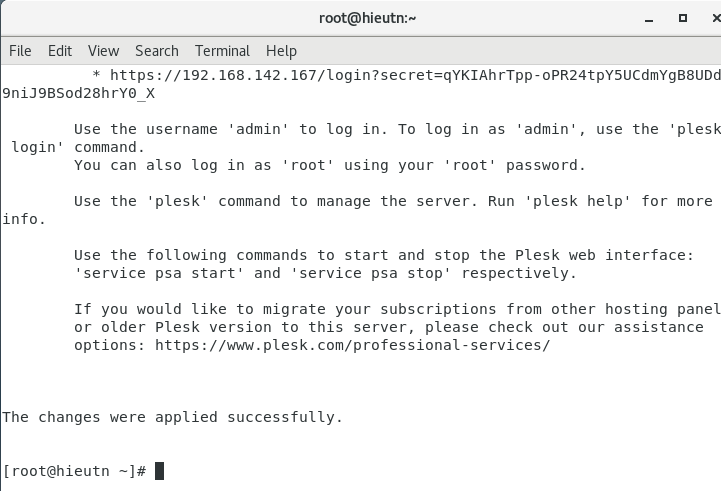 root@hieutn:~
File Edit View Search Terminal Help
* https://192.168.142.167/login?secret=qYKIAhrTpp-oPR24tpY5UCdmYgB8UDd
9niJ9BSod28hrY0_X
Use the username 'admin' to log in. To log in as 'admin', use the 'plesk
login' command.
You can also log in as 'root' using your 'root' password.
Use the 'plesk' command to manage the server. Run 'plesk help' for more
info.
Use the following commands to start and stop the Plesk web interface:
'service psa start' and 'service psa stop' respectively.
If you would like to migrate your subscriptions from other hosting panel
or older Plesk version to this server, please check out our assistance
options: https://www.plesk.com/professional-services/
The changes were applied successfully.
[root@hieutn ~]#